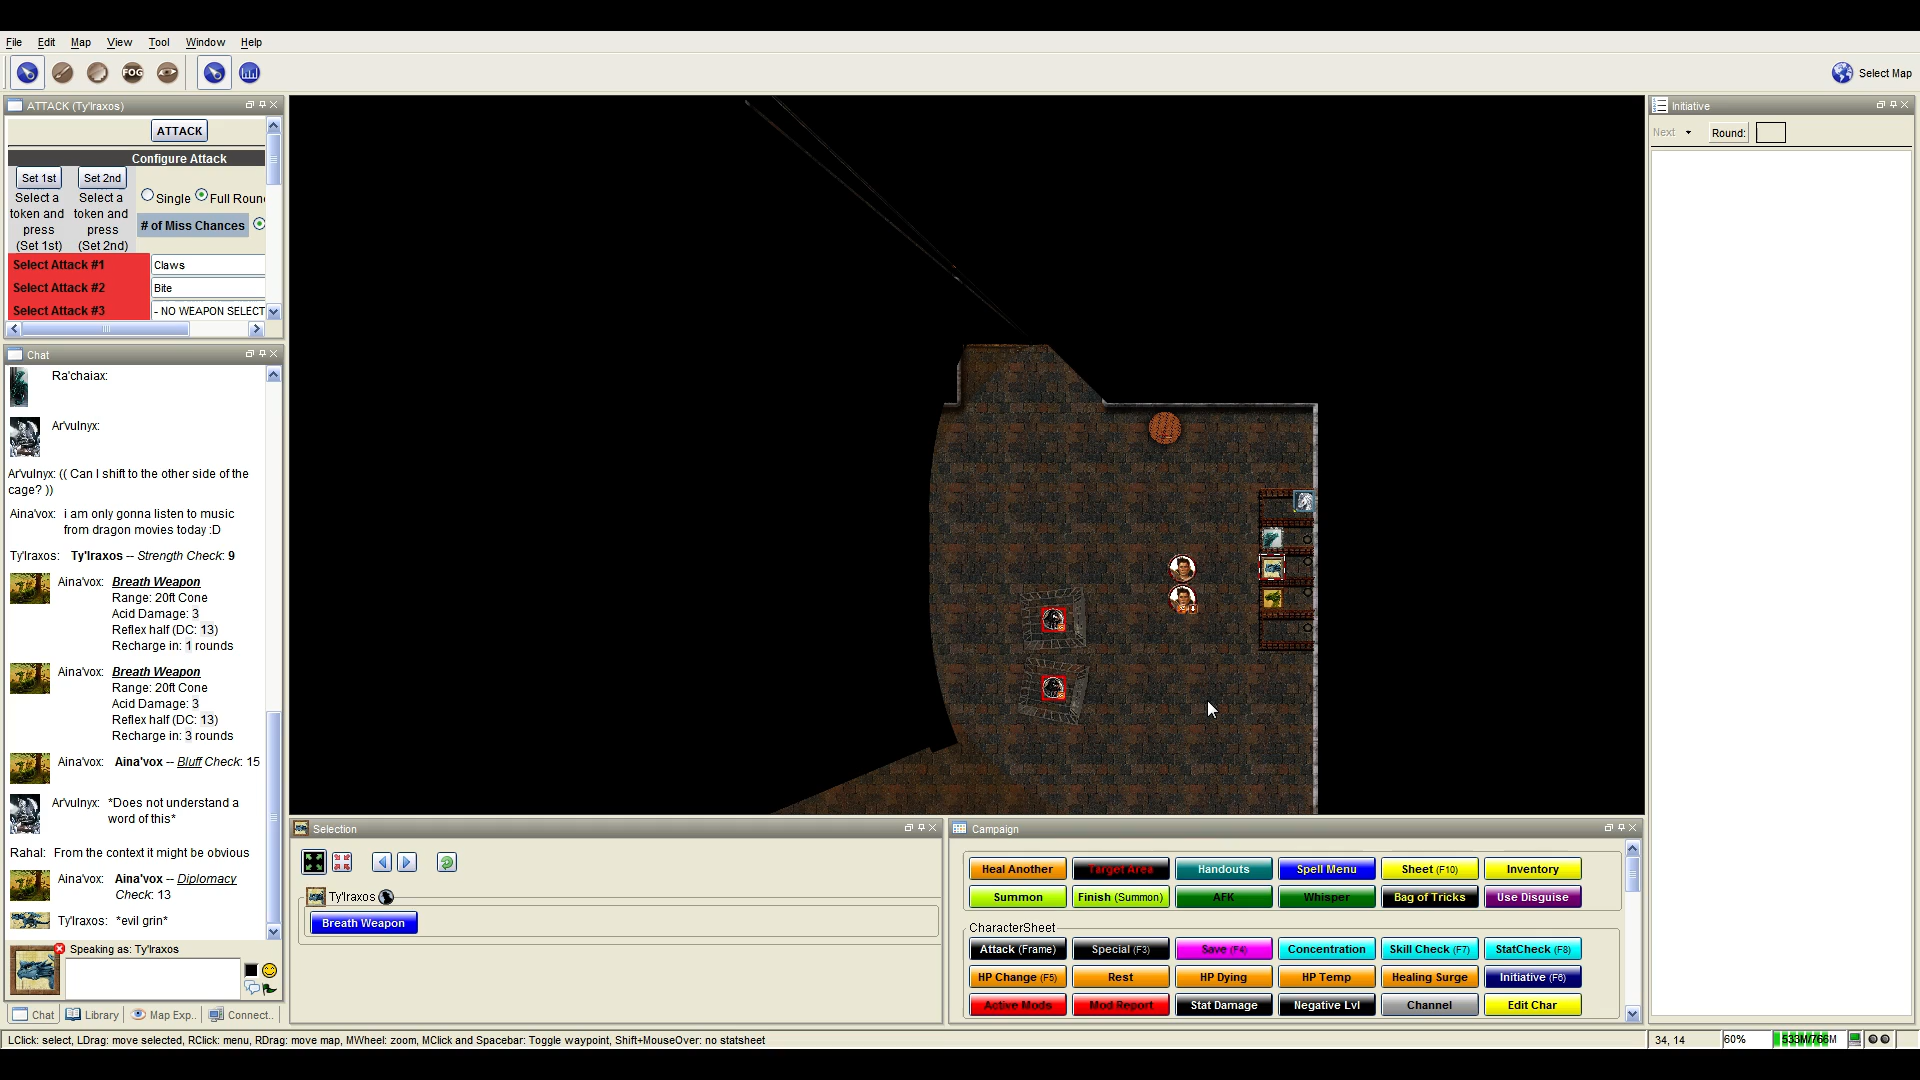 File Edit Map View Tool Window Help
FOG
Select Map
ATTACK (Ty'Iraxos)
ATTACK
Configure Attack
Set 1st Set 2nd
Select a token and press (Set 1st)
Select a token and press (Set 2nd)
Single Full Roun
# of Miss Chances
Select Attack #1 Claws
Select Attack #2 Bite
Select Attack #3 - NO WEAPON SELECT
Chat
Ra'chaiax:
Ar'vulnyx:
Ar'vulnyx: (( Can I shift to the other side of the
cage? ))
Aina'vox: i am only gonna listen to music
from dragon movies today :D
Ty'Iraxos: Ty'Iraxos -- Strength Check: 9
Aina'vox: Breath Weapon
Range: 20ft Cone
Acid Damage: 3
Reflex half (DC: 13)
Recharge in: 1 rounds
Aina'vox: Breath Weapon
Range: 20ft Cone
Acid Damage: 3
Reflex half (DC: 13)
Recharge in: 3 rounds
Aina'vox: Aina'vox -- Bluff Check: 15
Ar'vulnyx: *Does not understand a
word of this*
Rahal: From the context it might be obvious
Aina'vox: Aina'vox -- Diplomacy
Check: 13
Ty'Iraxos: *evil grin*
Speaking as: Ty'Iraxos
Chat Library Map Exp.. Connect..
Selection
Ty'Iraxos
Breath Weapon
Campaign
Heal Another Target Area Handouts Spell Menu Sheet (F10) Inventory
Summon Finish (Summon) AFK Whisper Bag of Tricks Use Disguise
CharacterSheet
Attack (Frame) Special (F3) Save (F4) Concentration Skill Check (F7) StatCheck (F8)
HP Change (F5) Rest HP Dying HP Temp Healing Surge Initiative (F6)
Active Mods Mod Report Stat Damage Negative Lvl Channel Edit Char
Initiative
Next Round:
LClick: select, LDrag: move selected, RClick: menu, RDrag: move map, MWheel: zoom, MClick and Spacebar: Toggle waypoint, Shift+MouseOver: no statsheet
34, 14 60% 533M/766M